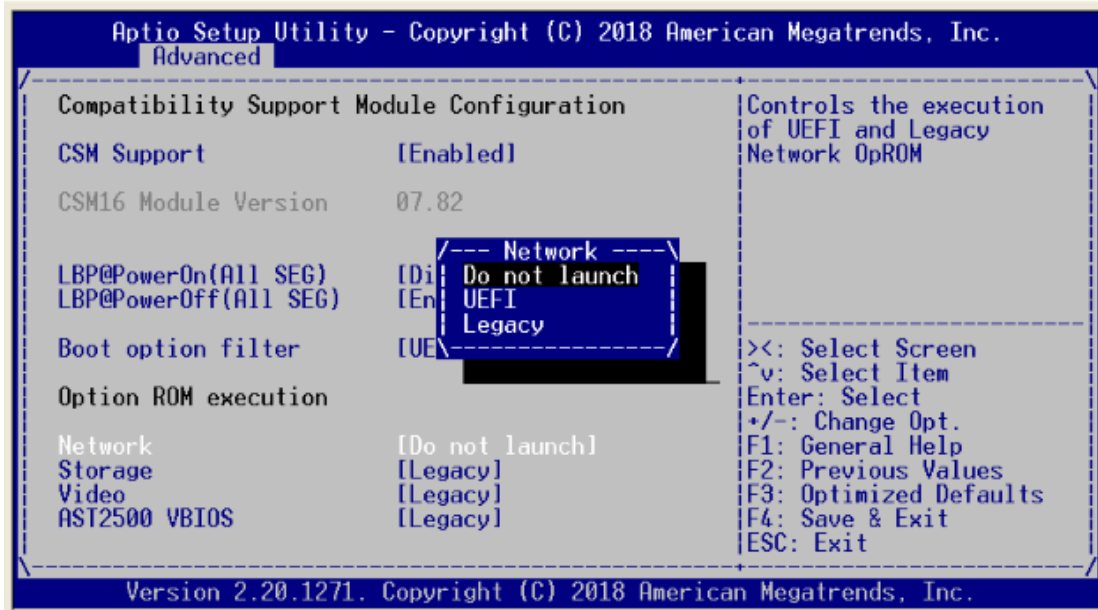 Aptio Setup Utility - Copyright (C) 2018 American Megatrends, Inc.
Advanced
Compatibility Support Module Configuration
CSM Support [Enabled]
CSM16 Module Version 07.82
LBP@PowerOn(All SEG) [Di
LBP@PowerOff(All SEG) [En
Boot option filter [UE
Option ROM execution
Network [Do not launch]
Storage [Legacy]
Video [Legacy]
AST2500 VBIOS [Legacy]
/--- Network ----\
Do not launch
UEFI
Legacy
Controls the execution
of UEFI and Legacy
Network OpROM
><: Select Screen
^v: Select Item
Enter: Select
+/-: Change Opt.
F1: General Help
F2: Previous Values
F3: Optimized Defaults
F4: Save & Exit
ESC: Exit
Version 2.20.1271. Copyright (C) 2018 American Megatrends, Inc.